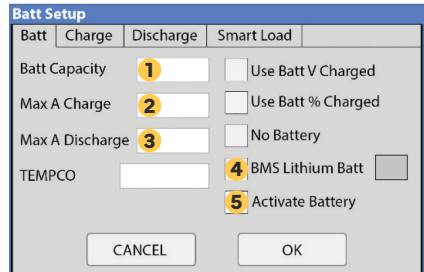 Batt Setup
Batt Charge Discharge Smart Load
Batt Capacity 1 Use Batt V Charged
Max A Charge 2 Use Batt % Charged
Max A Discharge 3 No Battery
TEMPCO 4 BMS Lithium Batt
5 Activate Battery
CANCEL OK